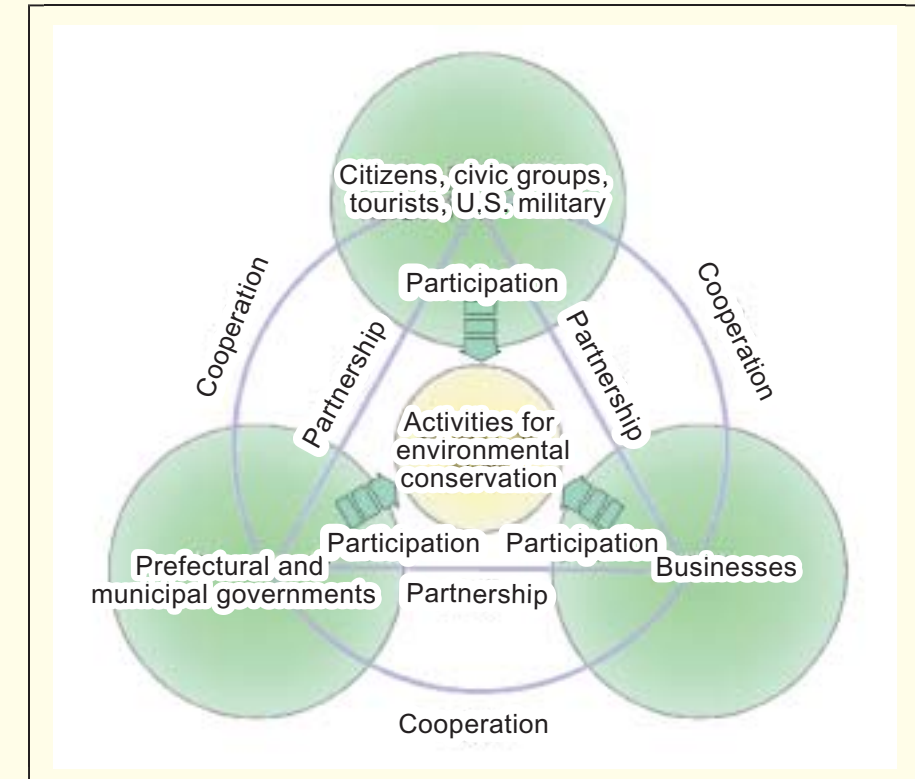 Citizens, civic groups,
tourists, U.S. military
Participation
Cooperation
Cooperation
Partnership
Partnership
Activities for
environmental
conservation
Participation
Participation
Prefectural and
municipal governments
Businesses
Partnership
Cooperation